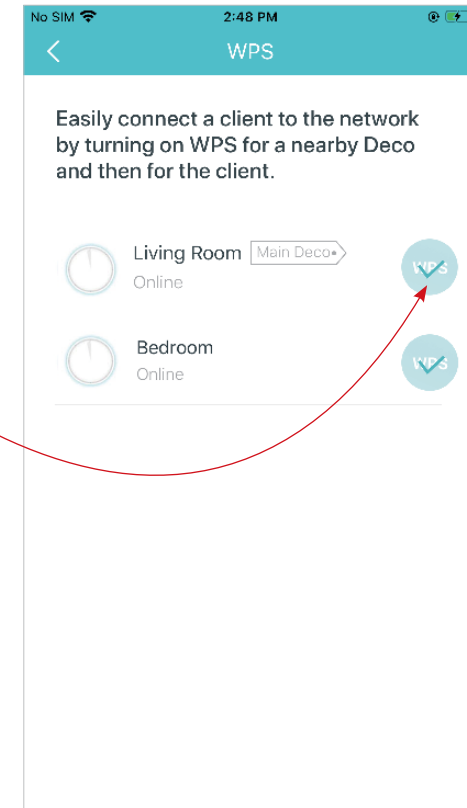 No SIM 2:48 PM
WPS
Easily connect a client to the network
by turning on WPS for a nearby Deco
and then for the client.
Living Room Main Deco
WPS
Online
Bedroom
WPS
Online